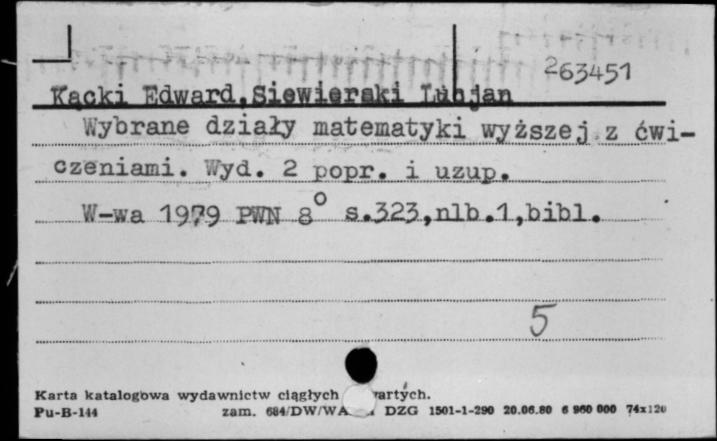 263451
Kącki Edward, Siewierski Lucjan
Wybrane działy matematyki wyższej z ćwi-
czeniami. Wyd. 2 popr. i uzup.
W-wa 1979 PWN 8° s.323,nlb.1,bibl.
5
Karta katalogowa wydawnictw ciągłych
Pu-B-144 zam. 684/DW/WA DZG 1501-1-290 20.06.80 6 960 000 74x120